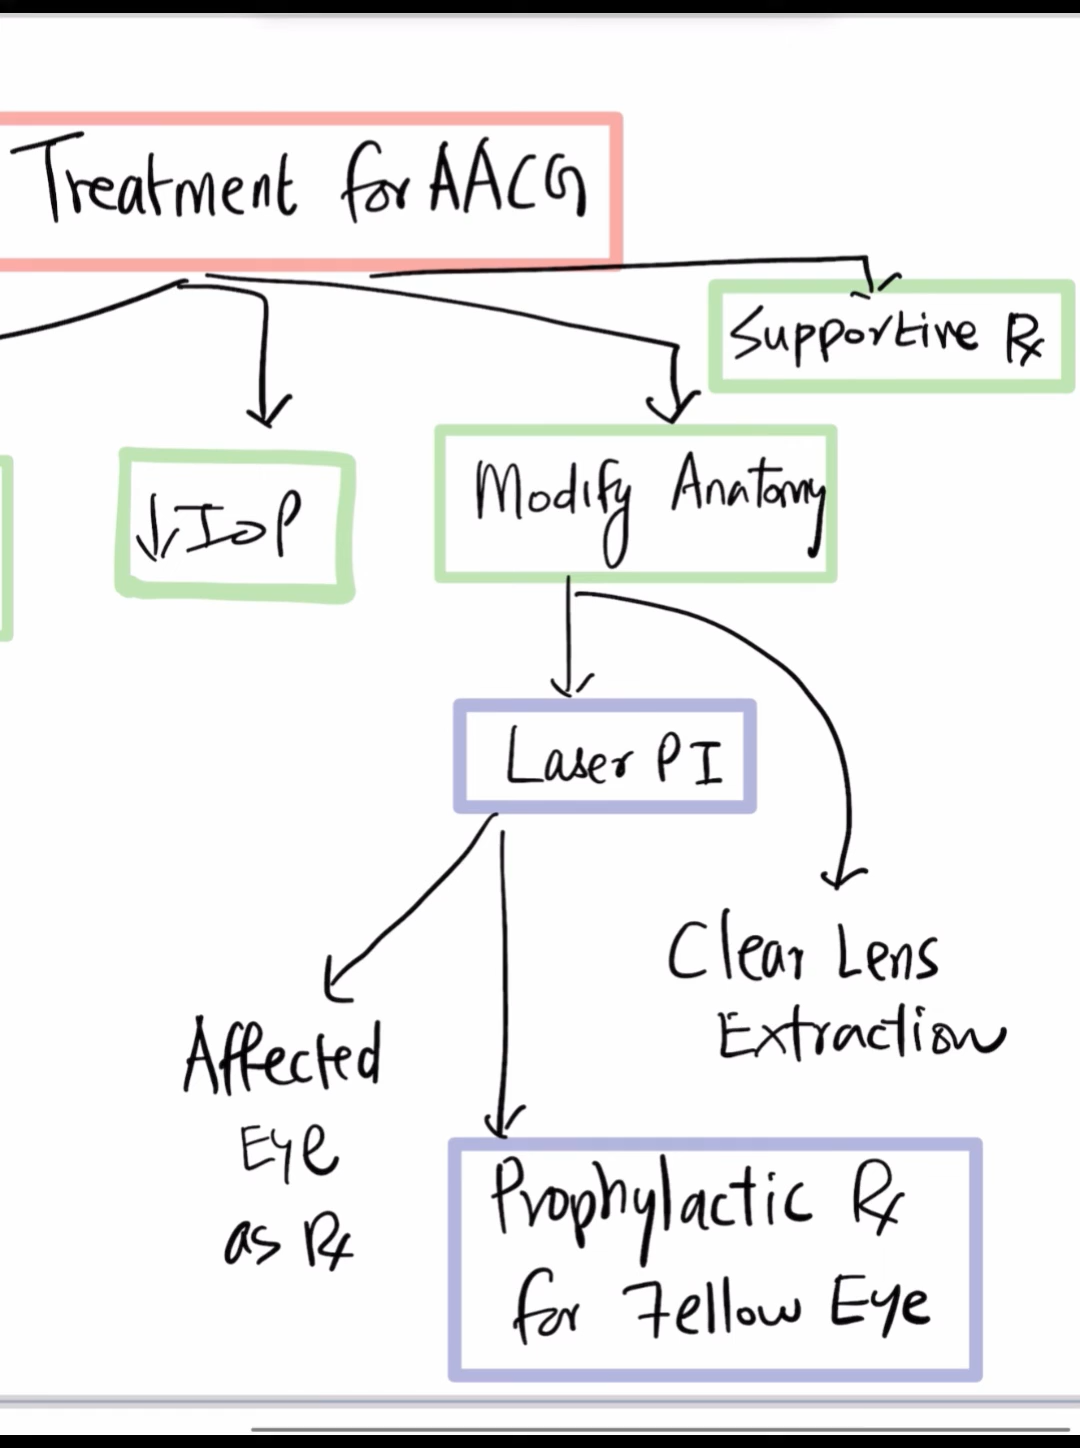 Treatment for AACG
Supportive Rx
↓IOP
Modify Anatomy
Laser PI
Clear Lens
Extraction
Affected
Eye
as Rx
Prophylactic Rx
for Fellow Eye